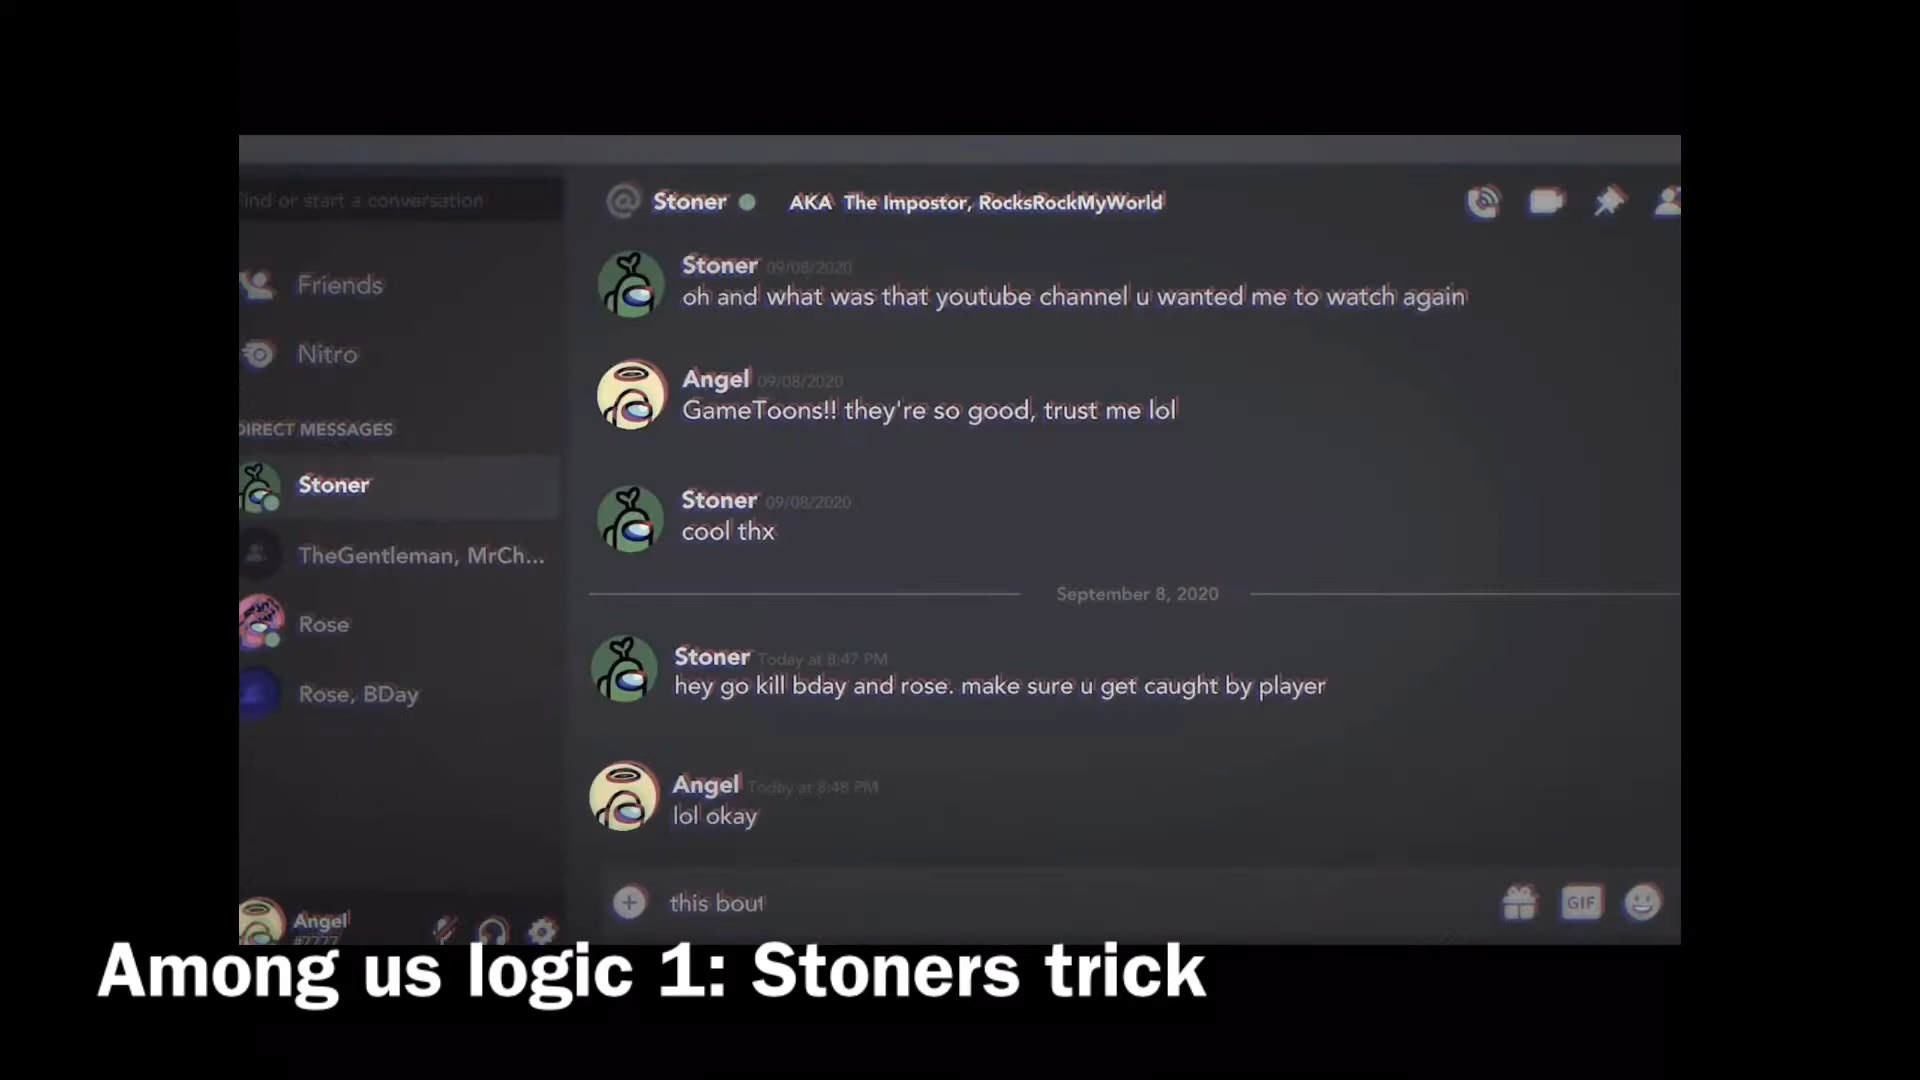 Find or start a conversation
Stoner AKA The Impostor, RocksRockMyWorld
Friends
Nitro
DIRECT MESSAGES
Stoner
TheGentleman, MrCh...
Rose
Rose, BDay
Angel
#7777
Stoner 09/08/2020
oh and what was that youtube channel u wanted me to watch again
Angel 09/08/2020
GameToons!! they're so good, trust me lol
Stoner 09/08/2020
cool thx
September 8, 2020
Stoner Today at 8:47 PM
hey go kill bday and rose. make sure u get caught by player
Angel Today at 8:48 PM
lol okay
this bout
GIF
Among us logic 1: Stoners trick